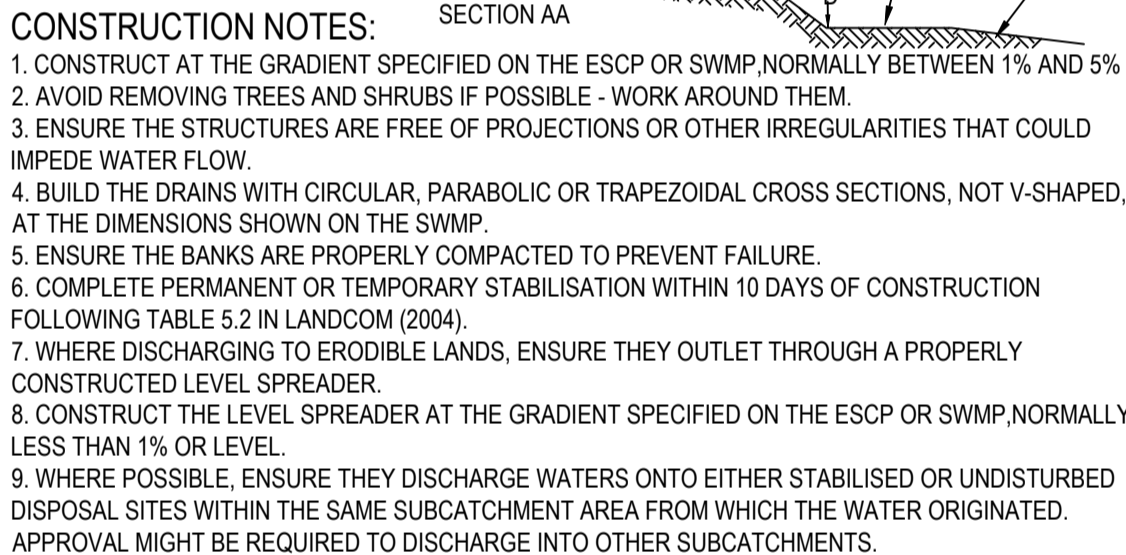 SECTION AA
CONSTRUCTION NOTES:
1. CONSTRUCT AT THE GRADIENT SPECIFIED ON THE ESCP OR SWMP,NORMALLY BETWEEN 1% AND 5%
2. AVOID REMOVING TREES AND SHRUBS IF POSSIBLE - WORK AROUND THEM.
3. ENSURE THE STRUCTURES ARE FREE OF PROJECTIONS OR OTHER IRREGULARITIES THAT COULD
IMPEDE WATER FLOW.
4. BUILD THE DRAINS WITH CIRCULAR, PARABOLIC OR TRAPEZOIDAL CROSS SECTIONS, NOT V-SHAPED,
AT THE DIMENSIONS SHOWN ON THE SWMP.
5. ENSURE THE BANKS ARE PROPERLY COMPACTED TO PREVENT FAILURE.
6. COMPLETE PERMANENT OR TEMPORARY STABILISATION WITHIN 10 DAYS OF CONSTRUCTION
FOLLOWING TABLE 5.2 IN LANDCOM (2004).
7. WHERE DISCHARGING TO ERODIBLE LANDS, ENSURE THEY OUTLET THROUGH A PROPERLY
CONSTRUCTED LEVEL SPREADER.
8. CONSTRUCT THE LEVEL SPREADER AT THE GRADIENT SPECIFIED ON THE ESCP OR SWMP,NORMALLY
LESS THAN 1% OR LEVEL.
9. WHERE POSSIBLE, ENSURE THEY DISCHARGE WATERS ONTO EITHER STABILISED OR UNDISTURBED
DISPOSAL SITES WITHIN THE SAME SUBCATCHMENT AREA FROM WHICH THE WATER ORIGINATED.
APPROVAL MIGHT BE REQUIRED TO DISCHARGE INTO OTHER SUBCATCHMENTS.